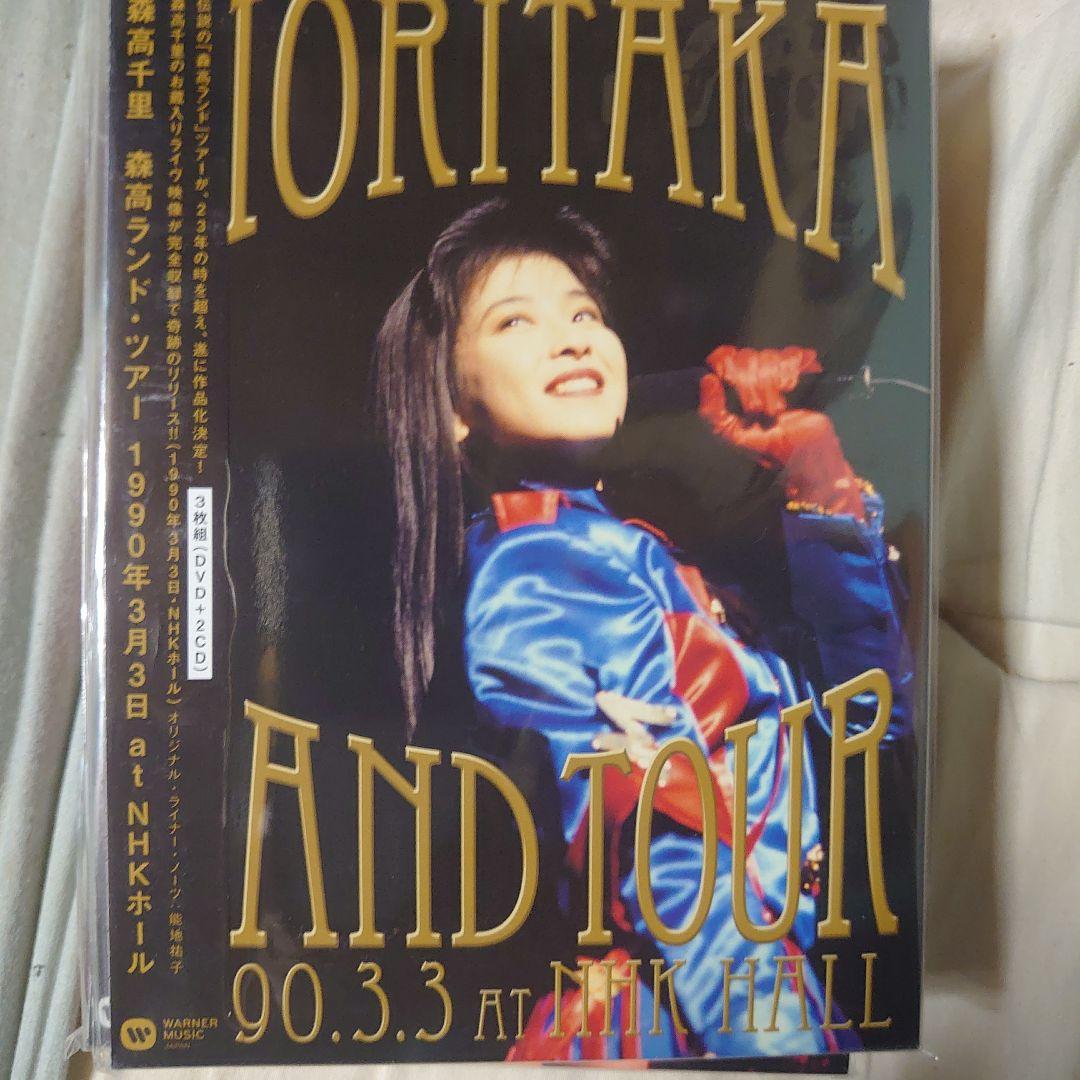 IORITAKA
AND TOUR
90.3.3 AT NHK HALL
伝説の『森高ランド』ツアーが、23年の時を超え、遂に作品化決定!
森高千里のお蔵入りライヴ映像が完全収録で奇跡のリリース!!(1990年3月3日・NHKホール) オリジナル・ライナー・ノーツ:能地祐子
森高千里 森高ランド・ツアー 1990年3月3日 at NHKホール
3枚組(DVD+2CD)
WARNER
MUSIC
JAPAN